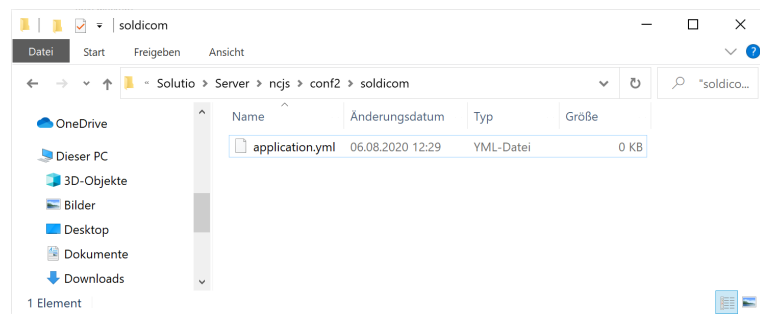 soldicom
Datei Start Freigeben Ansicht ?
« Solutio > Server > ncjs > conf2 > soldicom "soldico...
Name Änderungsdatum Typ Größe
application.yml 06.08.2020 12:29 YML-Datei 0 KB
OneDrive
Dieser PC
3D-Objekte
Bilder
Desktop
Dokumente
Downloads
1 Element